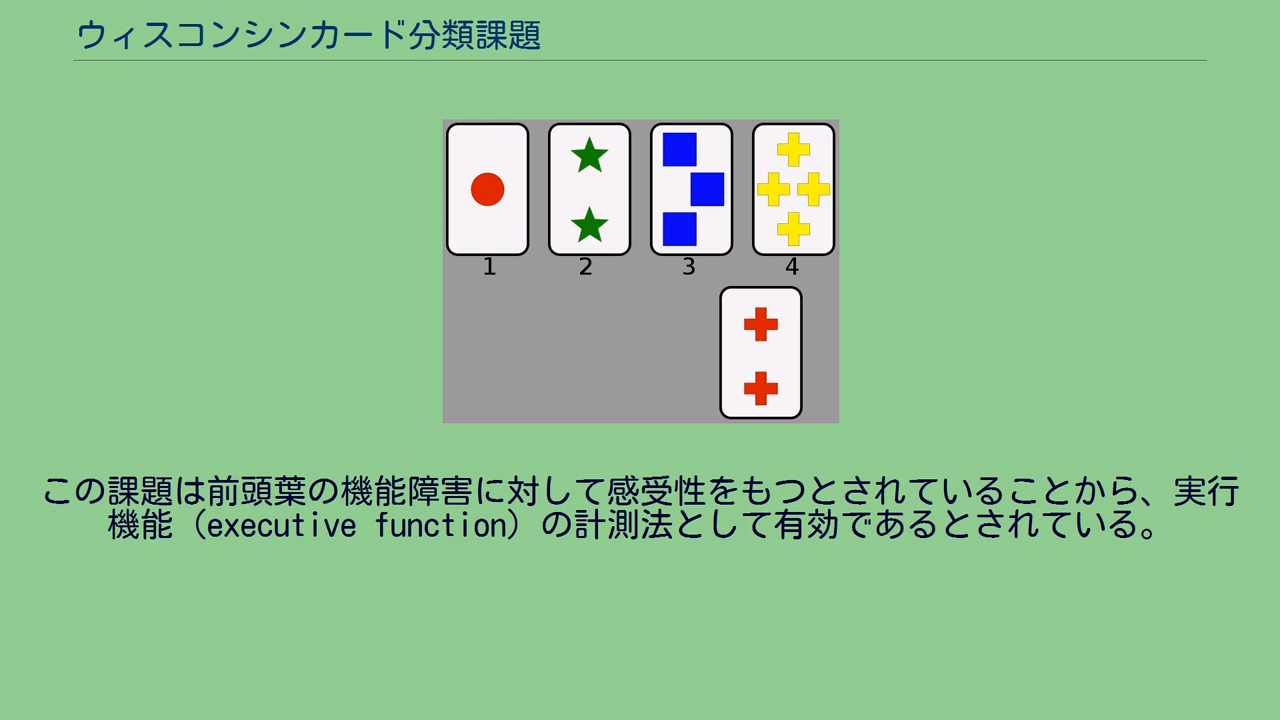 ウィスコンシンカード分類課題
1 2 3 4
この課題は前頭葉の機能障害に対して感受性をもつとされていることから、実行
機能（executive function）の計測法として有効であるとされている。